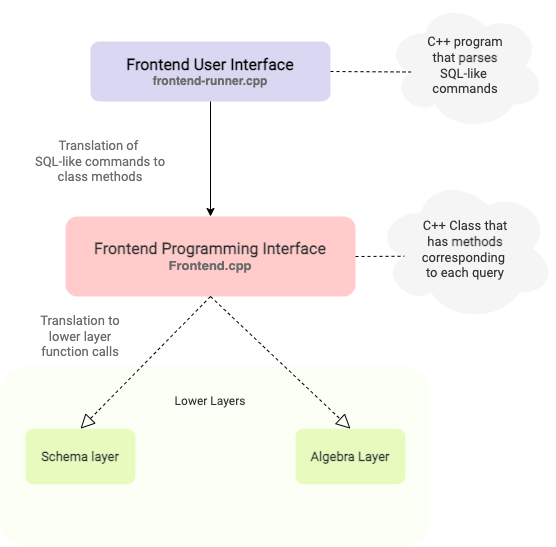 Frontend User Interface
frontend-runner.cpp
C++ program
that parses
SQL-like
commands
Translation of
SQL-like commands to
class methods
Frontend Programming Interface
Frontend.cpp
C++ Class that
has methods
corresponding
to each query
Translation to
lower layer
function calls
Lower Layers
Schema layer
Algebra Layer